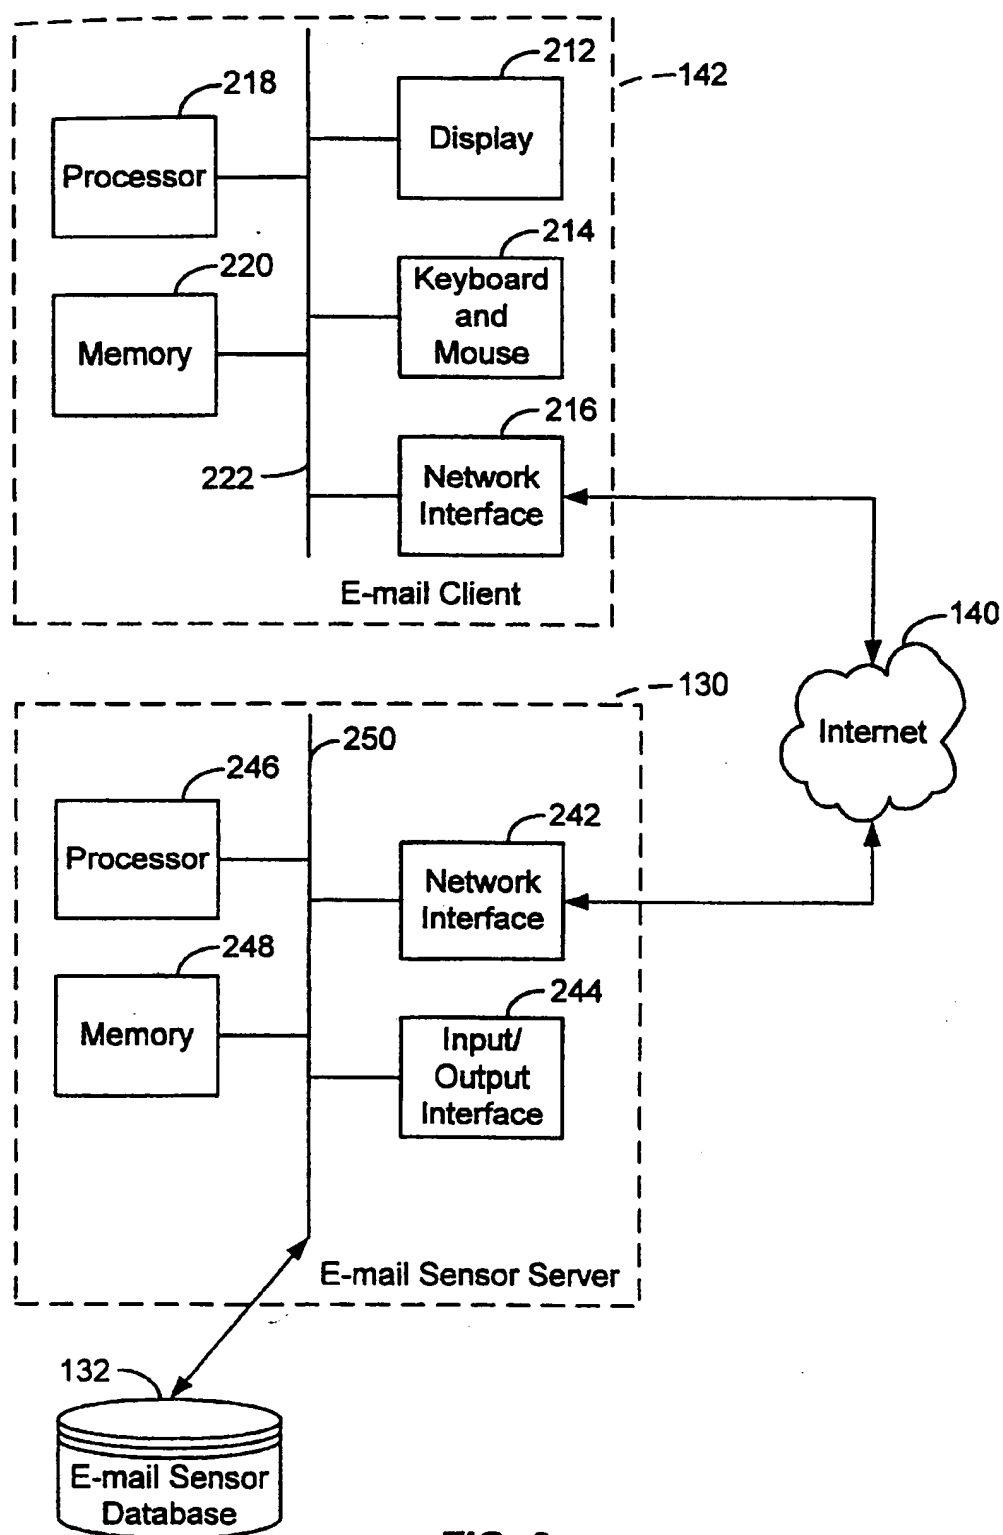 212
142
218
Display
Processor
214
220
Keyboard
and
Mouse
Memory
216
222
Network
Interface
E-mail Client
140
130
Internet
250
246
242
Processor
Network
Interface
248
244
Memory
Input/
Output
Interface
E-mail Sensor Server
132
E-mail Sensor
Database